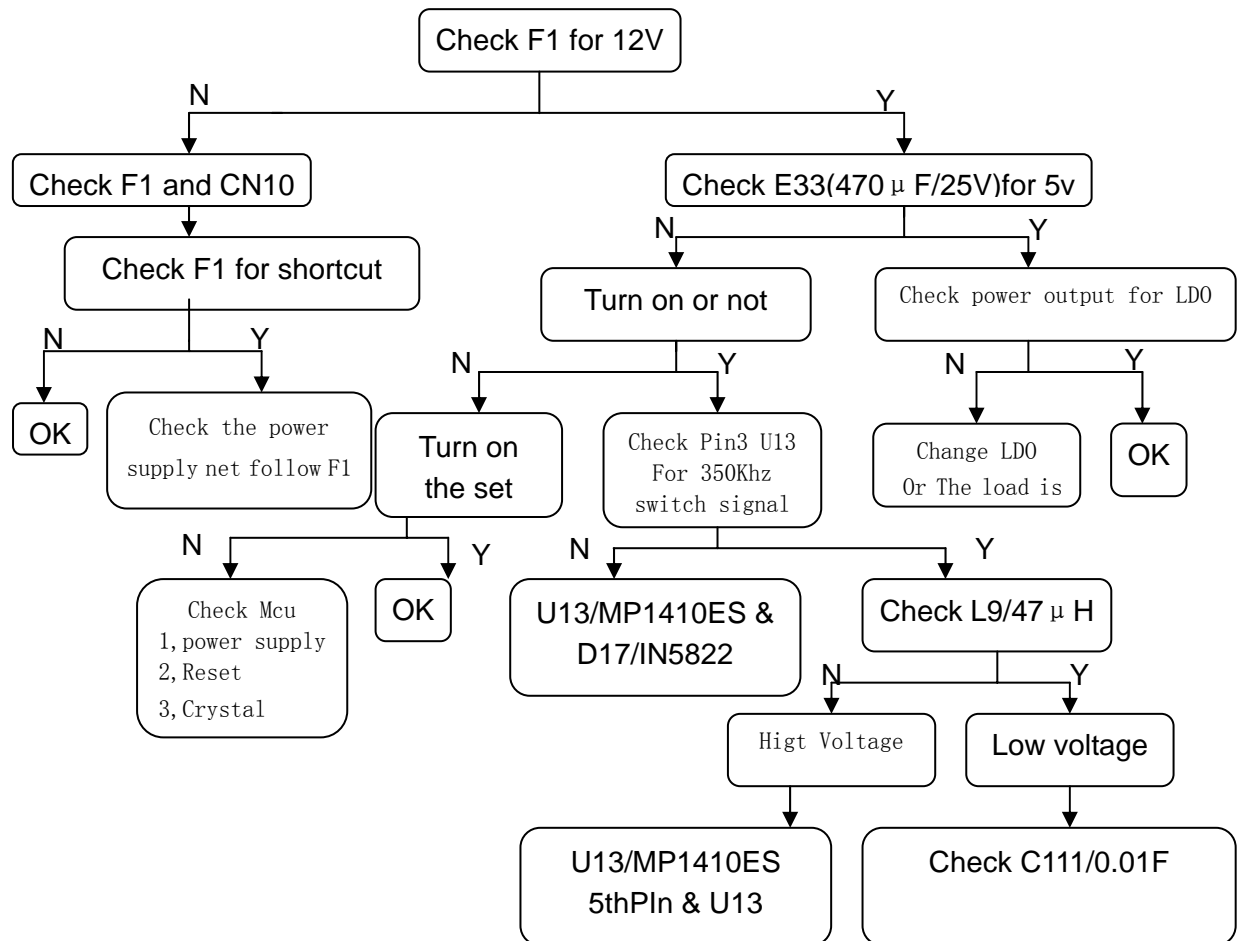 Check F1 for 12V
N
Y
Check F1 and CN10
Check E33(470μF/25V)for 5v
N
Y
Check F1 for shortcut
Turn on or not
Check power output for LDO
N
Y
N
Y
N
Y
OK
Check the power
supply net follow F1
Turn on
the set
Check Pin3 U13
For 350Khz
switch signal
Change LDO
Or The load is
OK
N
Y
N
Y
Check Mcu
1,power supply
2,Reset
3,Crystal
OK
U13/MP1410ES &
D17/IN5822
Check L9/47μH
N
Y
Higt Voltage
Low voltage
U13/MP1410ES
5thPIn & U13
Check C111/0.01F